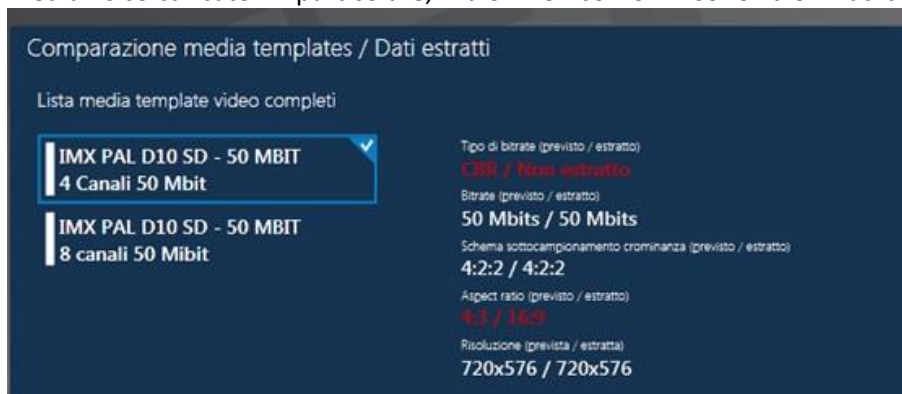 Comparazione media templates / Dati estratti
Lista media template video completi
IMX PAL D10 SD - 50 MBIT
4 Canali 50 Mbit
IMX PAL D10 SD - 50 MBIT
8 canali 50 Mibit
Tipo di bitrate (previsto / estratto)
CBR / Non estratto
Bitrate (previsto / estratto)
50 Mbits / 50 Mbits
Schema sottocampionamento crominanza (previsto / estratto)
4:2:2 / 4:2:2
Aspect ratio (previsto / estratto)
4:3 / 16:9
Risoluzione (prevista / estratta)
720x576 / 720x576